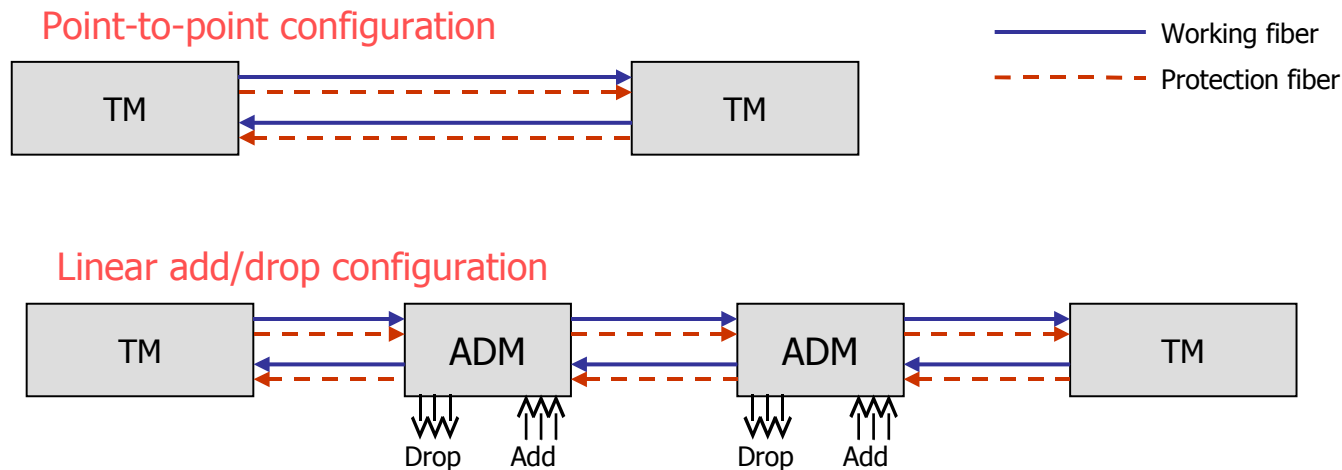 Point-to-point configuration
Working fiber
Protection fiber
TM TM
Linear add/drop configuration
TM ADM ADM TM
Drop Add Drop Add